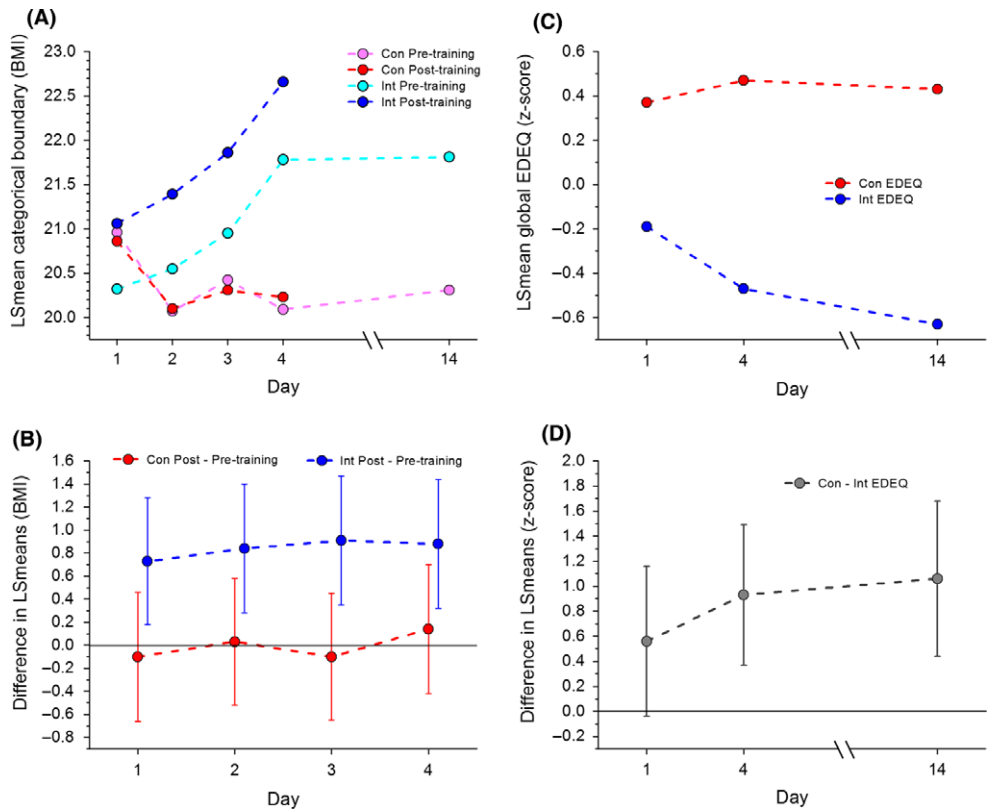 (A)
LSmean categorical boundary (BMI)
23.0
22.5
22.0
21.5
21.0
20.5
20.0
Con Pre-training
Con Post-training
Int Pre-training
Int Post-training
1 2 3 4 14
Day
(C)
LSmean global EDEQ (z-score)
0.6
0.4
0.2
0.0
–0.2
–0.4
–0.6
Con EDEQ
Int EDEQ
1 4 14
Day
(B)
Difference in LSmeans (BMI)
1.6
1.4
1.2
1.0
0.8
0.6
0.4
0.2
0.0
–0.2
–0.4
–0.6
–0.8
Con Post - Pre-training Int Post - Pre-training
1 2 3 4
Day
(D)
Difference in LSmeans (z-score)
2.0
1.8
1.6
1.4
1.2
1.0
0.8
0.6
0.4
0.2
0.0
–0.2
Con - Int EDEQ
1 4 14
Day